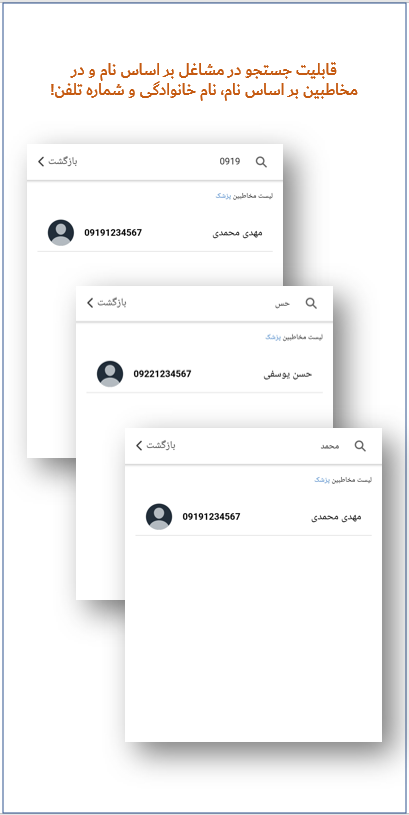 قابلیت جستجو در مشاغل بر اساس نام و در
مخاطبین بر اساس نام، نام خانوادگی و شماره تلفن!
0919 بازگشت
لیست مخاطبین پزشک
مهدی محمدی 09191234567
حس بازگشت
لیست مخاطبین پزشک
حسن یوسفی 09221234567
محمد بازگشت
لیست مخاطبین پزشک
مهدی محمدی 09191234567